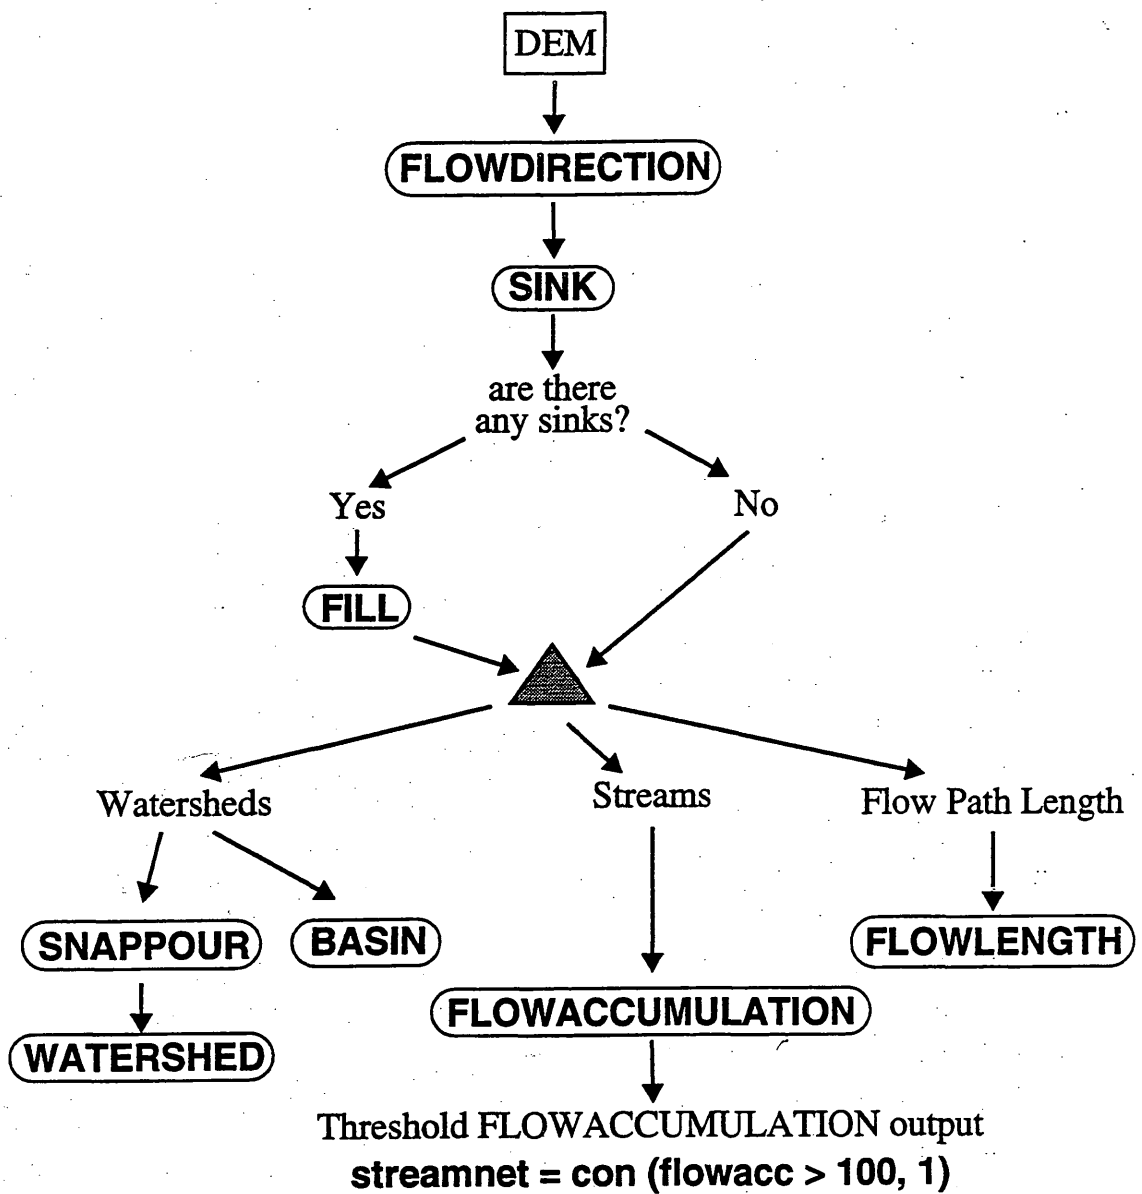 DEM
FLOWDIRECTION
SINK
are there
any sinks?
Yes
No
FILL
Watersheds
Streams
Flow Path Length
SNAPPOUR
BASIN
FLOWLENGTH
FLOWACCUMULATION
WATERSHED
Threshold FLOWACCUMULATION output
streamnet = con (flowacc > 100, 1)